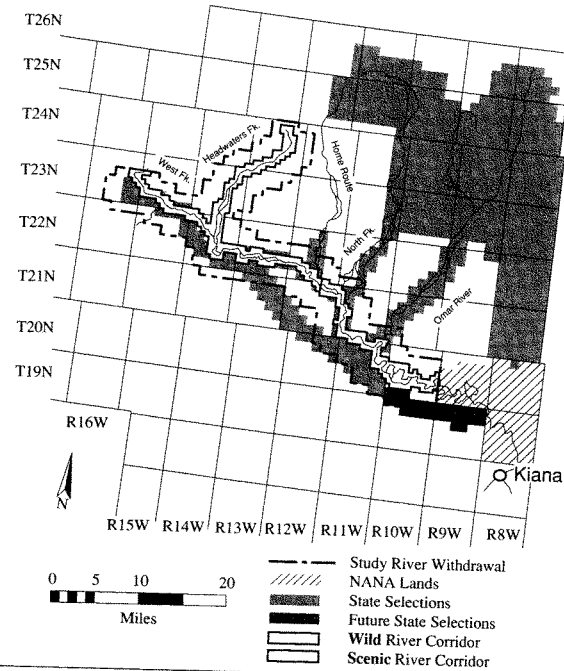 T26N
T25N
T24N
T23N
T22N
T21N
T20N
T19N
R16W
R15W R14W R13W R12W R11W R10W R9W R8W
West Fk.
Headwaters Fk.
Home Route
North Fk.
Omar River
Kiana
N
0 5 10 20
Miles
Study River Withdrawal
NANA Lands
State Selections
Future State Selections
Wild River Corridor
Scenic River Corridor